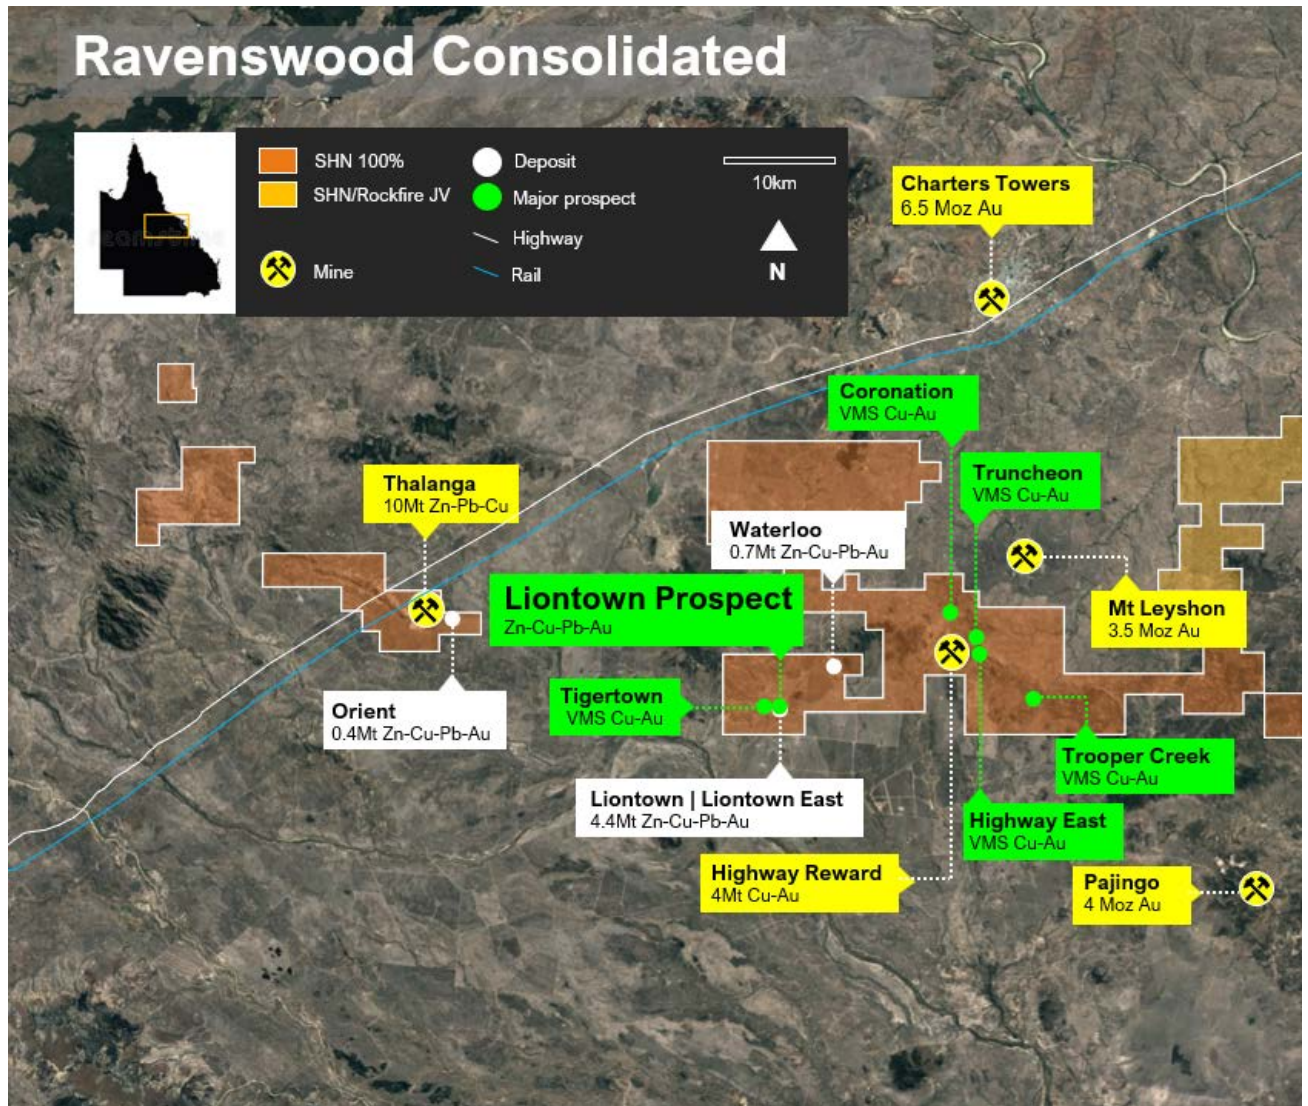 Ravenswood Consolidated
SHN 100%
SHN/Rockfire JV
Mine
Deposit
Major prospect
Highway
Rail
10km
N
Charters Towers
6.5 Moz Au
Coronation
VMS Cu-Au
Truncheon
VMS Cu-Au
Thalanga
10Mt Zn-Pb-Cu
Waterloo
0.7Mt Zn-Cu-Pb-Au
Liontown Prospect
Zn-Cu-Pb-Au
Mt Leyshon
3.5 Moz Au
Tigertown
VMS Cu-Au
Orient
0.4Mt Zn-Cu-Pb-Au
Trooper Creek
VMS Cu-Au
Liontown | Liontown East
4.4Mt Zn-Cu-Pb-Au
Highway East
VMS Cu-Au
Highway Reward
4Mt Cu-Au
Pajingo
4 Moz Au